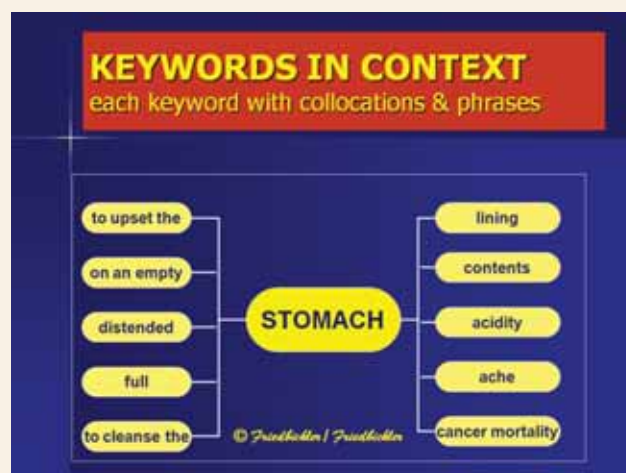 KEYWORDS IN CONTEXT
each keyword with collocations & phrases
to upset the
on an empty
distended
full
to cleanse the
STOMACH
lining
contents
acidity
ache
cancer mortality
© Friedbichler / Friedbichler